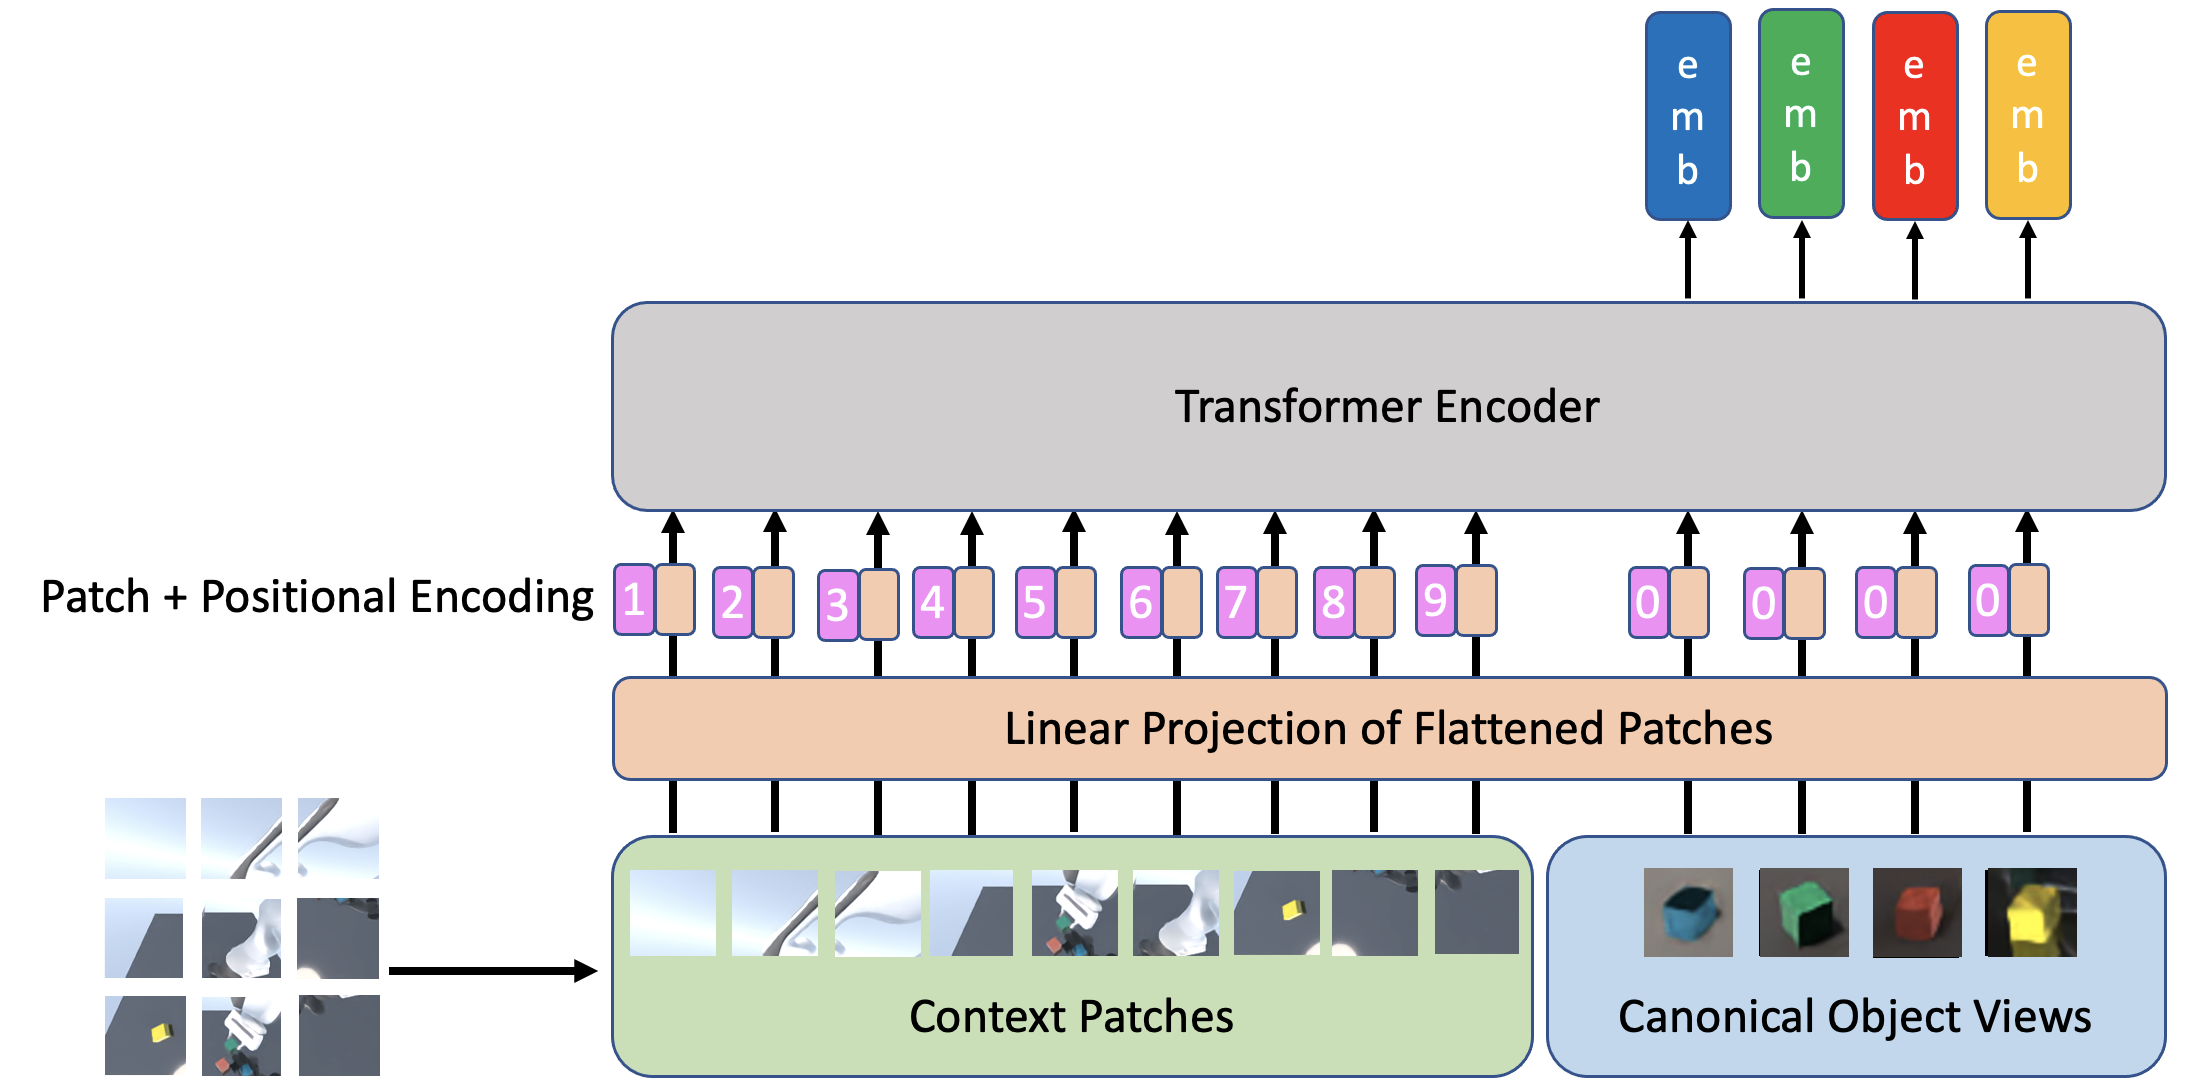 e m b e m b e m b e m b
Transformer Encoder
Patch + Positional Encoding 1 2 3 4 5 6 7 8 9 0 0 0 0
Linear Projection of Flattened Patches
Context Patches
Canonical Object Views